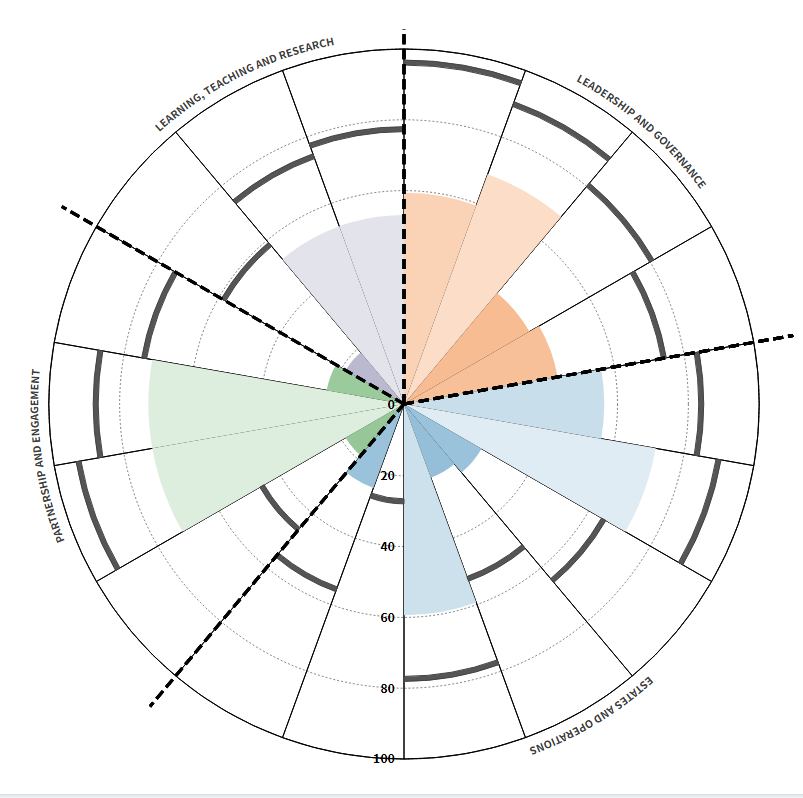 LEARNING, TEACHING AND RESEARCH
LEADERSHIP AND GOVERNANCE
PARTNERSHIP AND ENGAGEMENT
ESTATES AND OPERATIONS
0
20
40
60
80
100